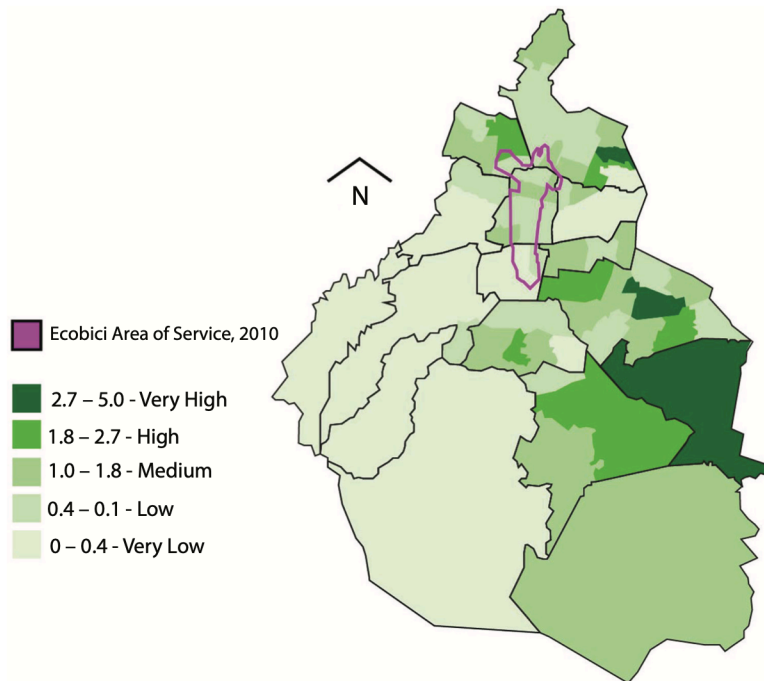 N
Ecobici Area of Service, 2010
2.7 – 5.0 - Very High
1.8 – 2.7 - High
1.0 – 1.8 - Medium
0.4 – 0.1 - Low
0 – 0.4 - Very Low